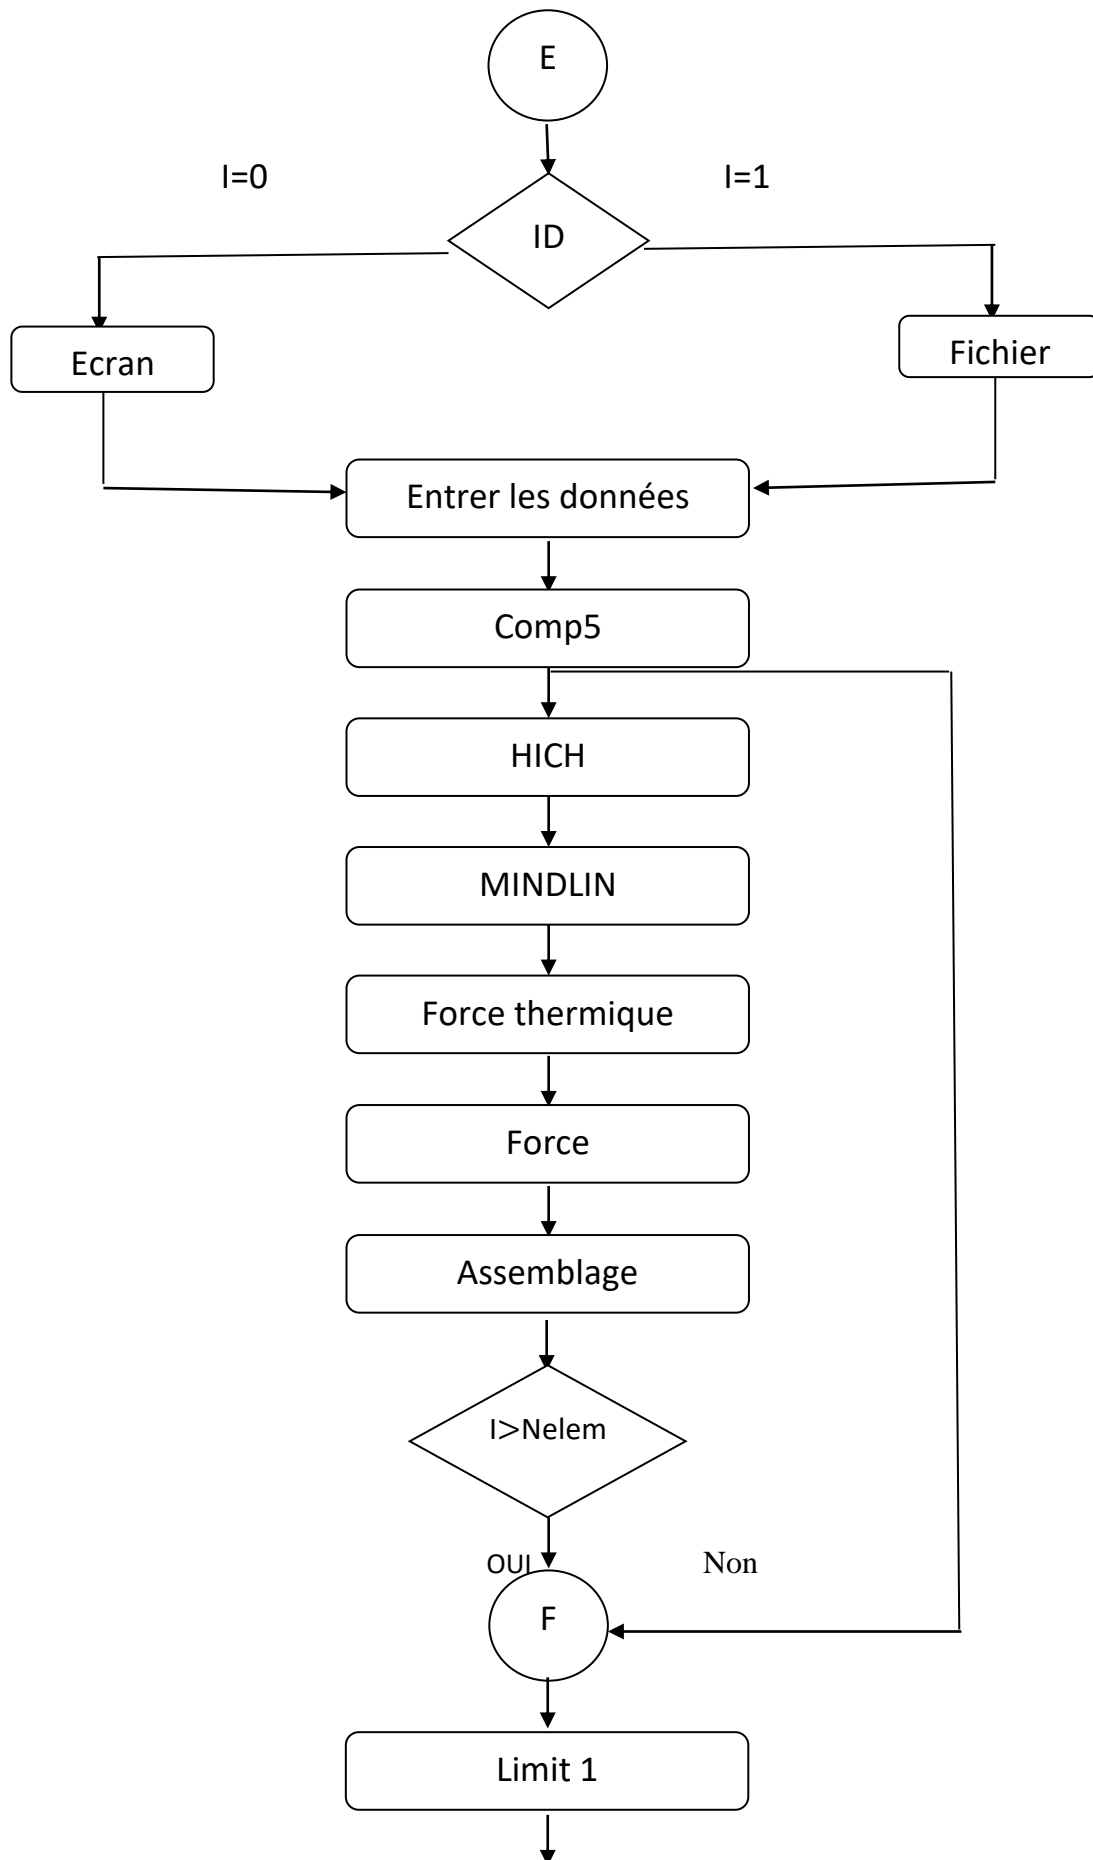 E
I=0
I=1
ID
Ecran
Fichier
Entrer les données
Comp5
HICH
MINDLIN
Force thermique
Force
Assemblage
I>Nelem
OUI
Non
F
Limit 1